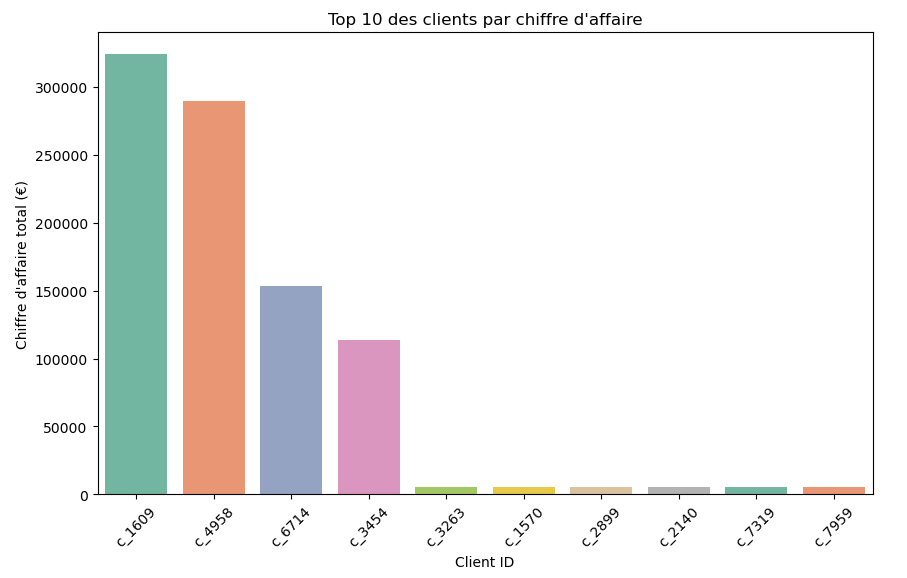 Top 10 des clients par chiffre d'affaire
Chiffre d'affaire total (€)
300000
250000
200000
150000
100000
50000
0
c_1609
c_4958
c_6714
c_3454
c_3263
c_1570
c_2899
c_2140
c_7319
c_7959
Client ID